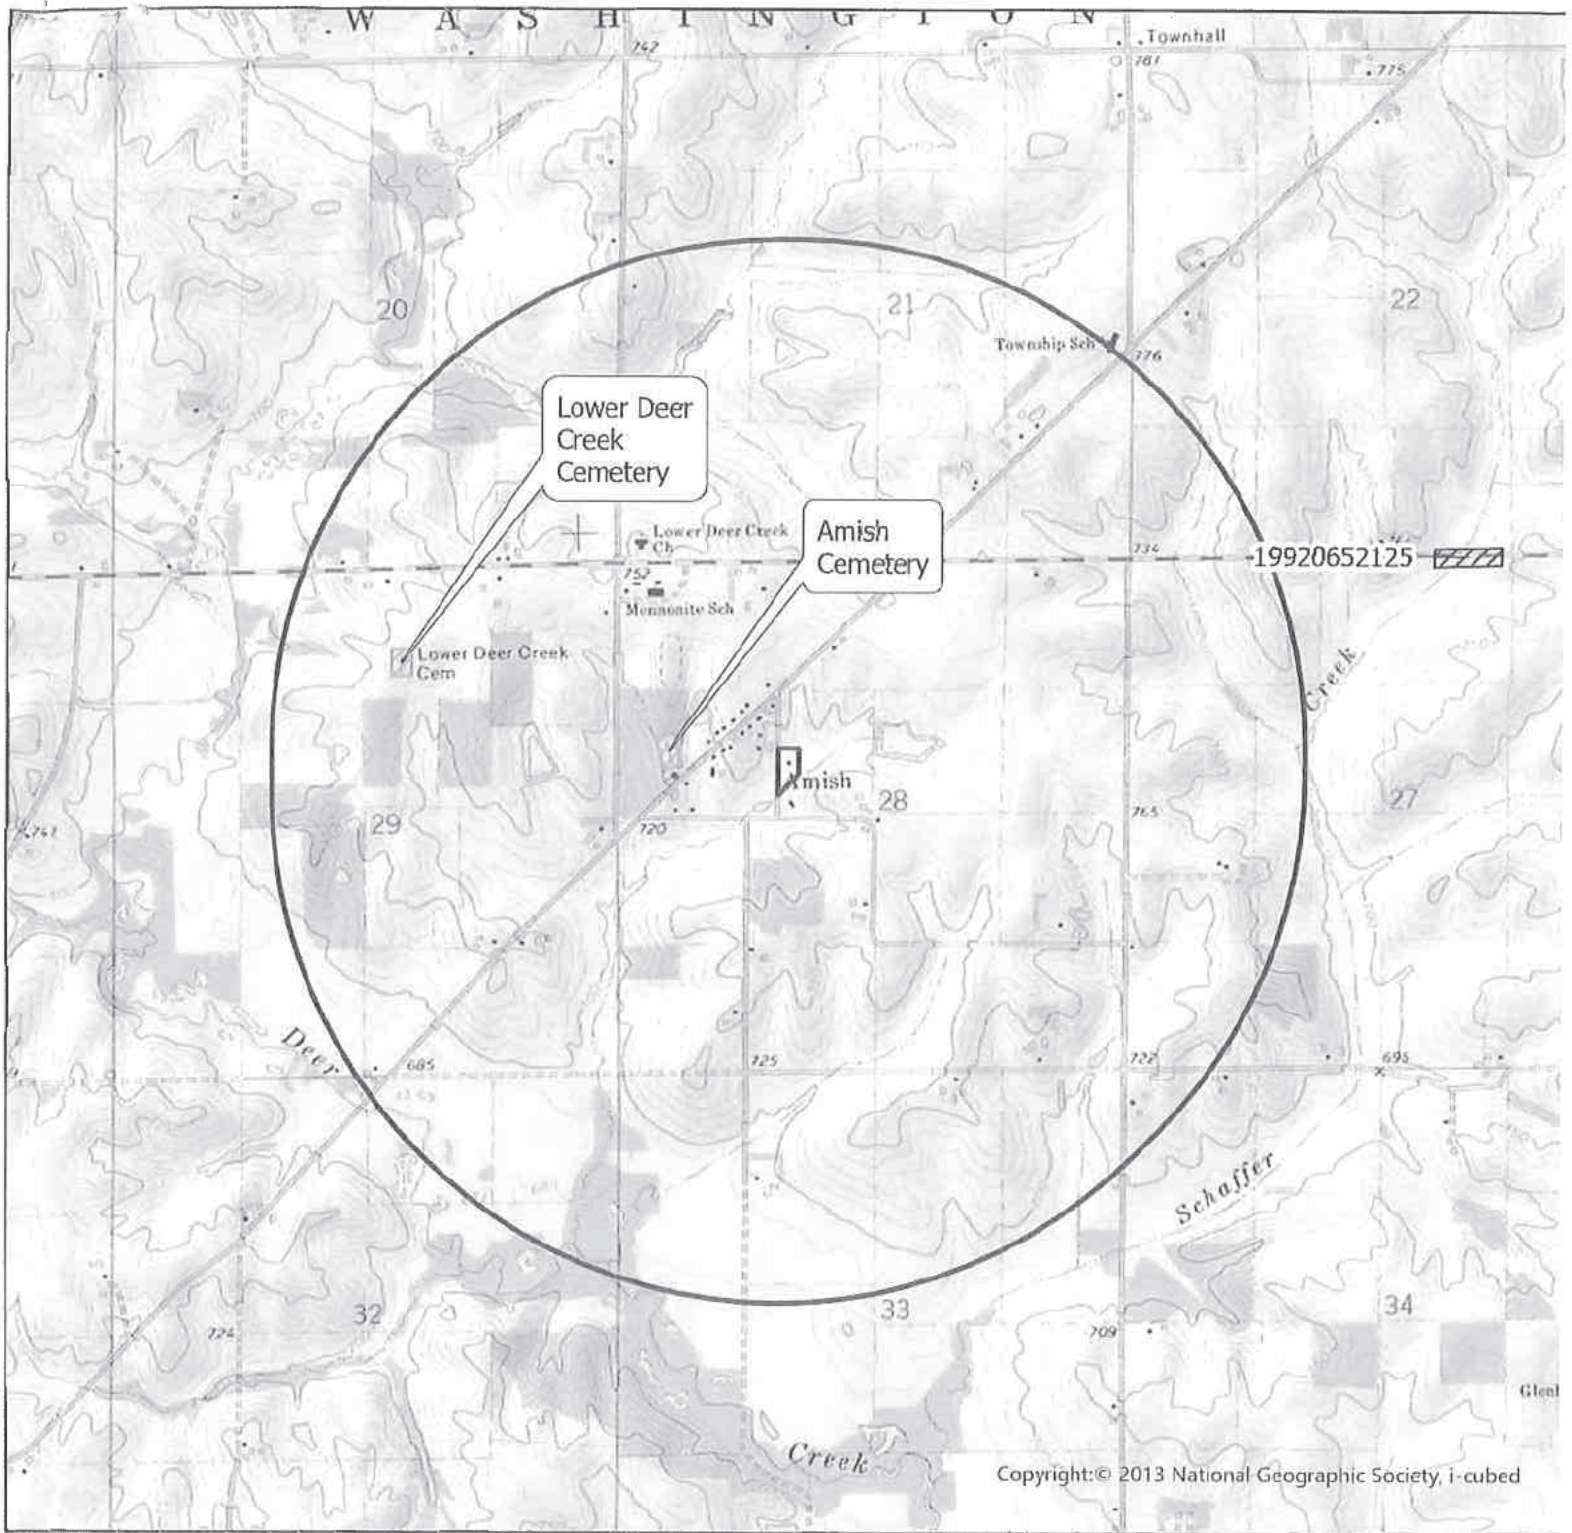 WASHINGTON
742
Townhall
761
775
20
21
22
Township Sch
776
Lower Deer
Creek
Cemetery
Amish
Cemetery
Lower Deer Creek
Ch
734
19920652125
752
Mennonite Sch
Lower Deer Creek
Cem
Creek
Amish
28
27
29
720
765
Deer
685
725
722
695
Schaffer
32
33
34
724
709
Creek
Copyright:© 2013 National Geographic Society, i-cubed